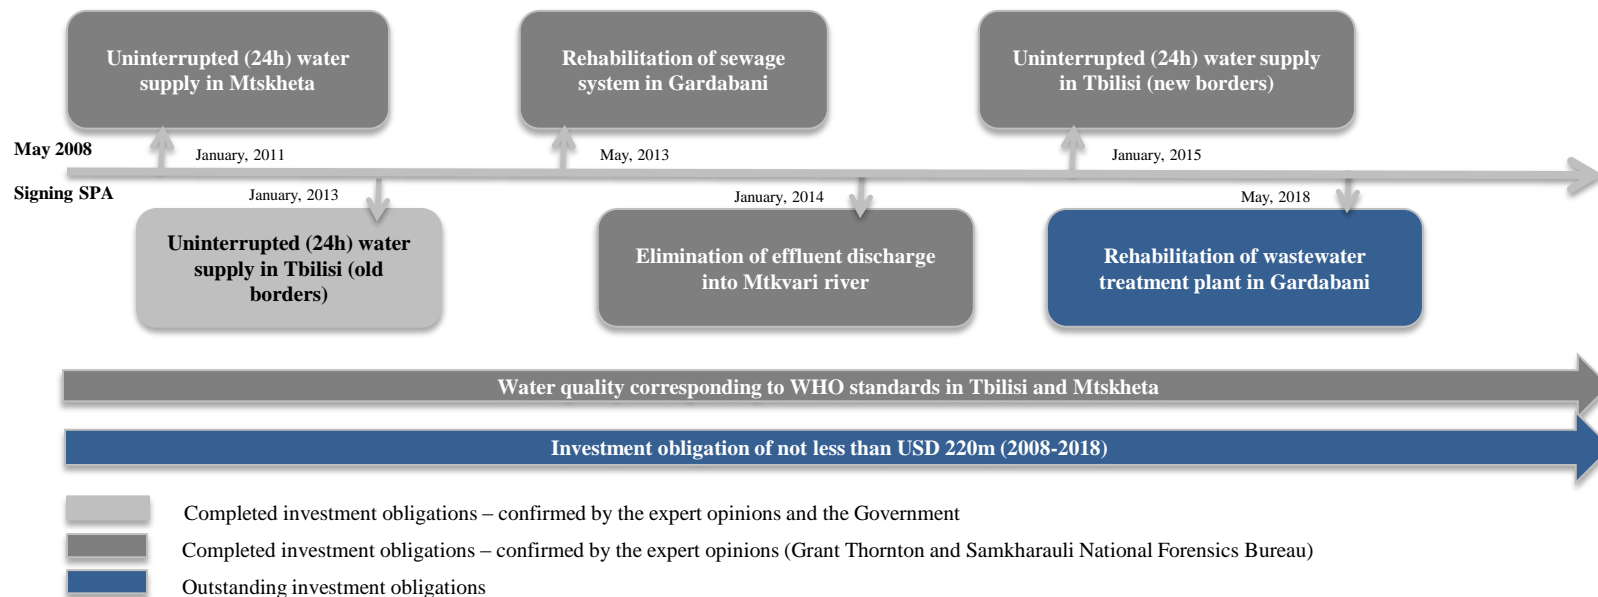 Uninterrupted (24h) water
supply in Mtskheta
Rehabilitation of sewage
system in Gardabani
Uninterrupted (24h) water supply
in Tbilisi (new borders)
May 2008
January, 2011
May, 2013
January, 2015
Signing SPA
January, 2013
January, 2014
May, 2018
Uninterrupted (24h) water
supply in Tbilisi (old
borders)
Elimination of effluent discharge
into Mtkvari river
Rehabilitation of wastewater
treatment plant in Gardabani
Water quality corresponding to WHO standards in Tbilisi and Mtskheta
Investment obligation of not less than USD 220m (2008-2018)
Completed investment obligations – confirmed by the expert opinions and the Government
Completed investment obligations – confirmed by the expert opinions (Grant Thornton and Samkharauli National Forensics Bureau)
Outstanding investment obligations